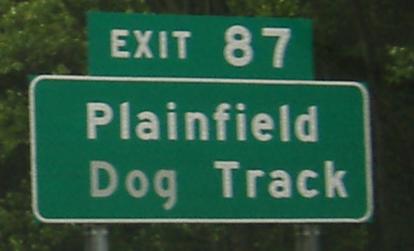 EXIT 87
Plainfield
Dog Track